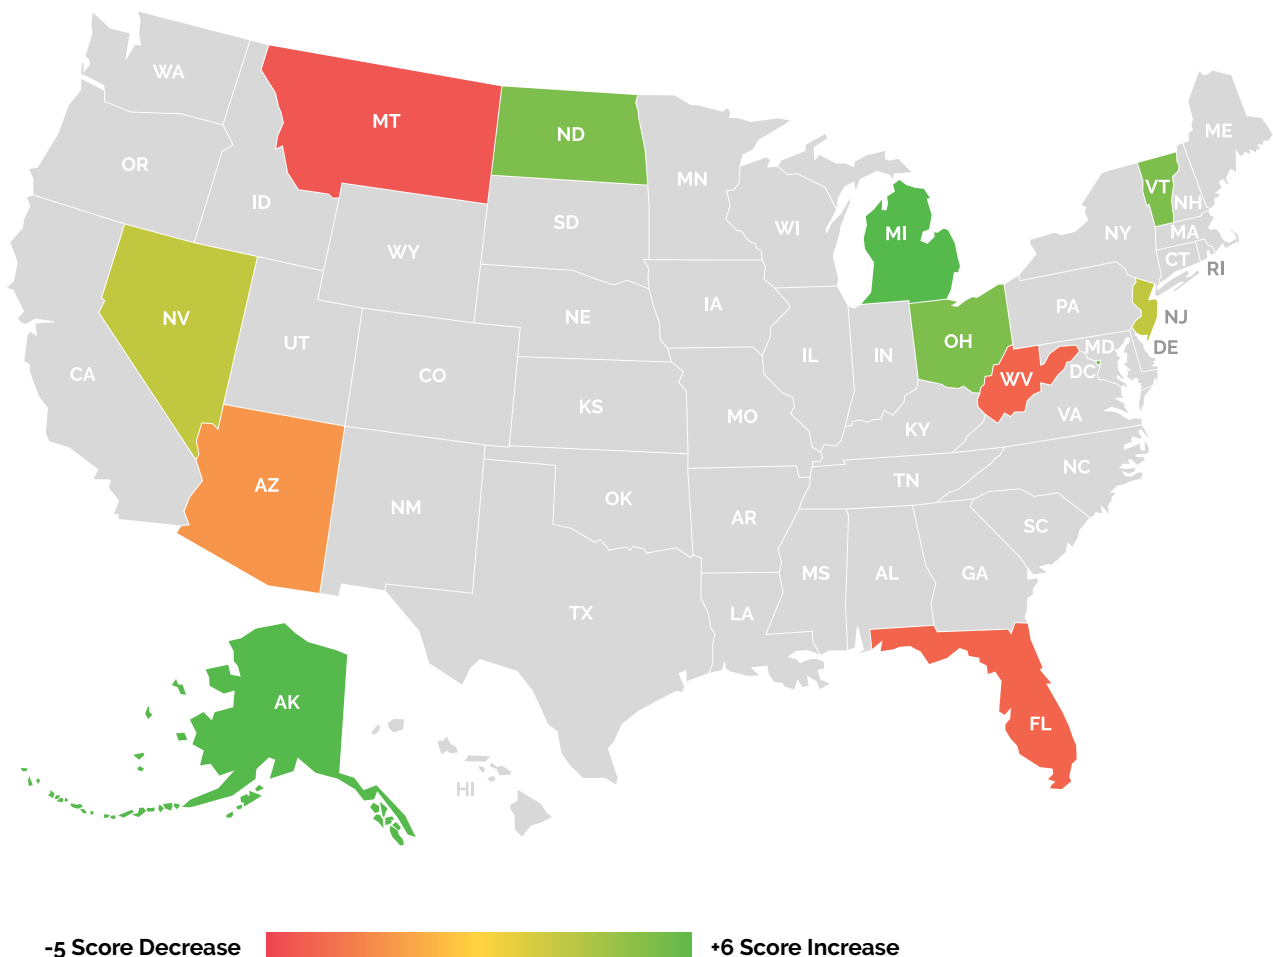 WA
MT
ND
ME
OR
MN
VT
ID
NH
SD
WI
MI
NY
MA
WY
CT
RI
IA
PA
NE
NV
NJ
UT
OH
MD
DE
IL
IN
CO
CA
DC
WV
KS
VA
MO
KY
NC
AZ
TN
OK
NM
AR
SC
MS
AL
GA
TX
LA
AK
FL
HI
-5 Score Decrease
+6 Score Increase